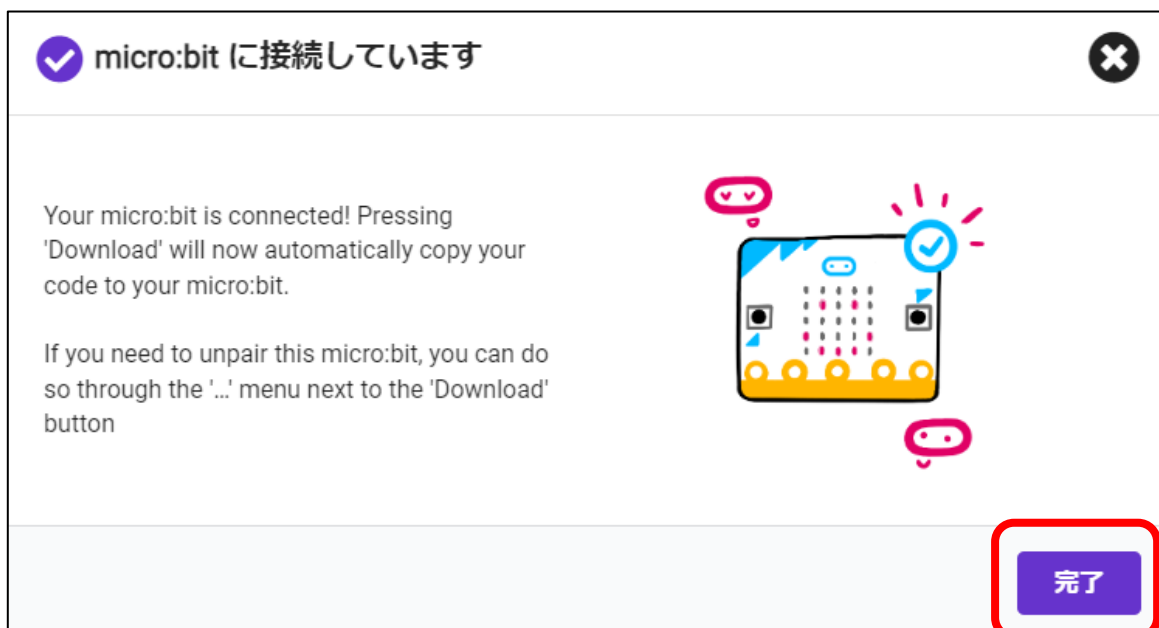 micro:bit に接続しています
Your micro:bit is connected! Pressing
'Download' will now automatically copy your
code to your micro:bit.
If you need to unpair this micro:bit, you can do
so through the '...' menu next to the 'Download'
button
完了